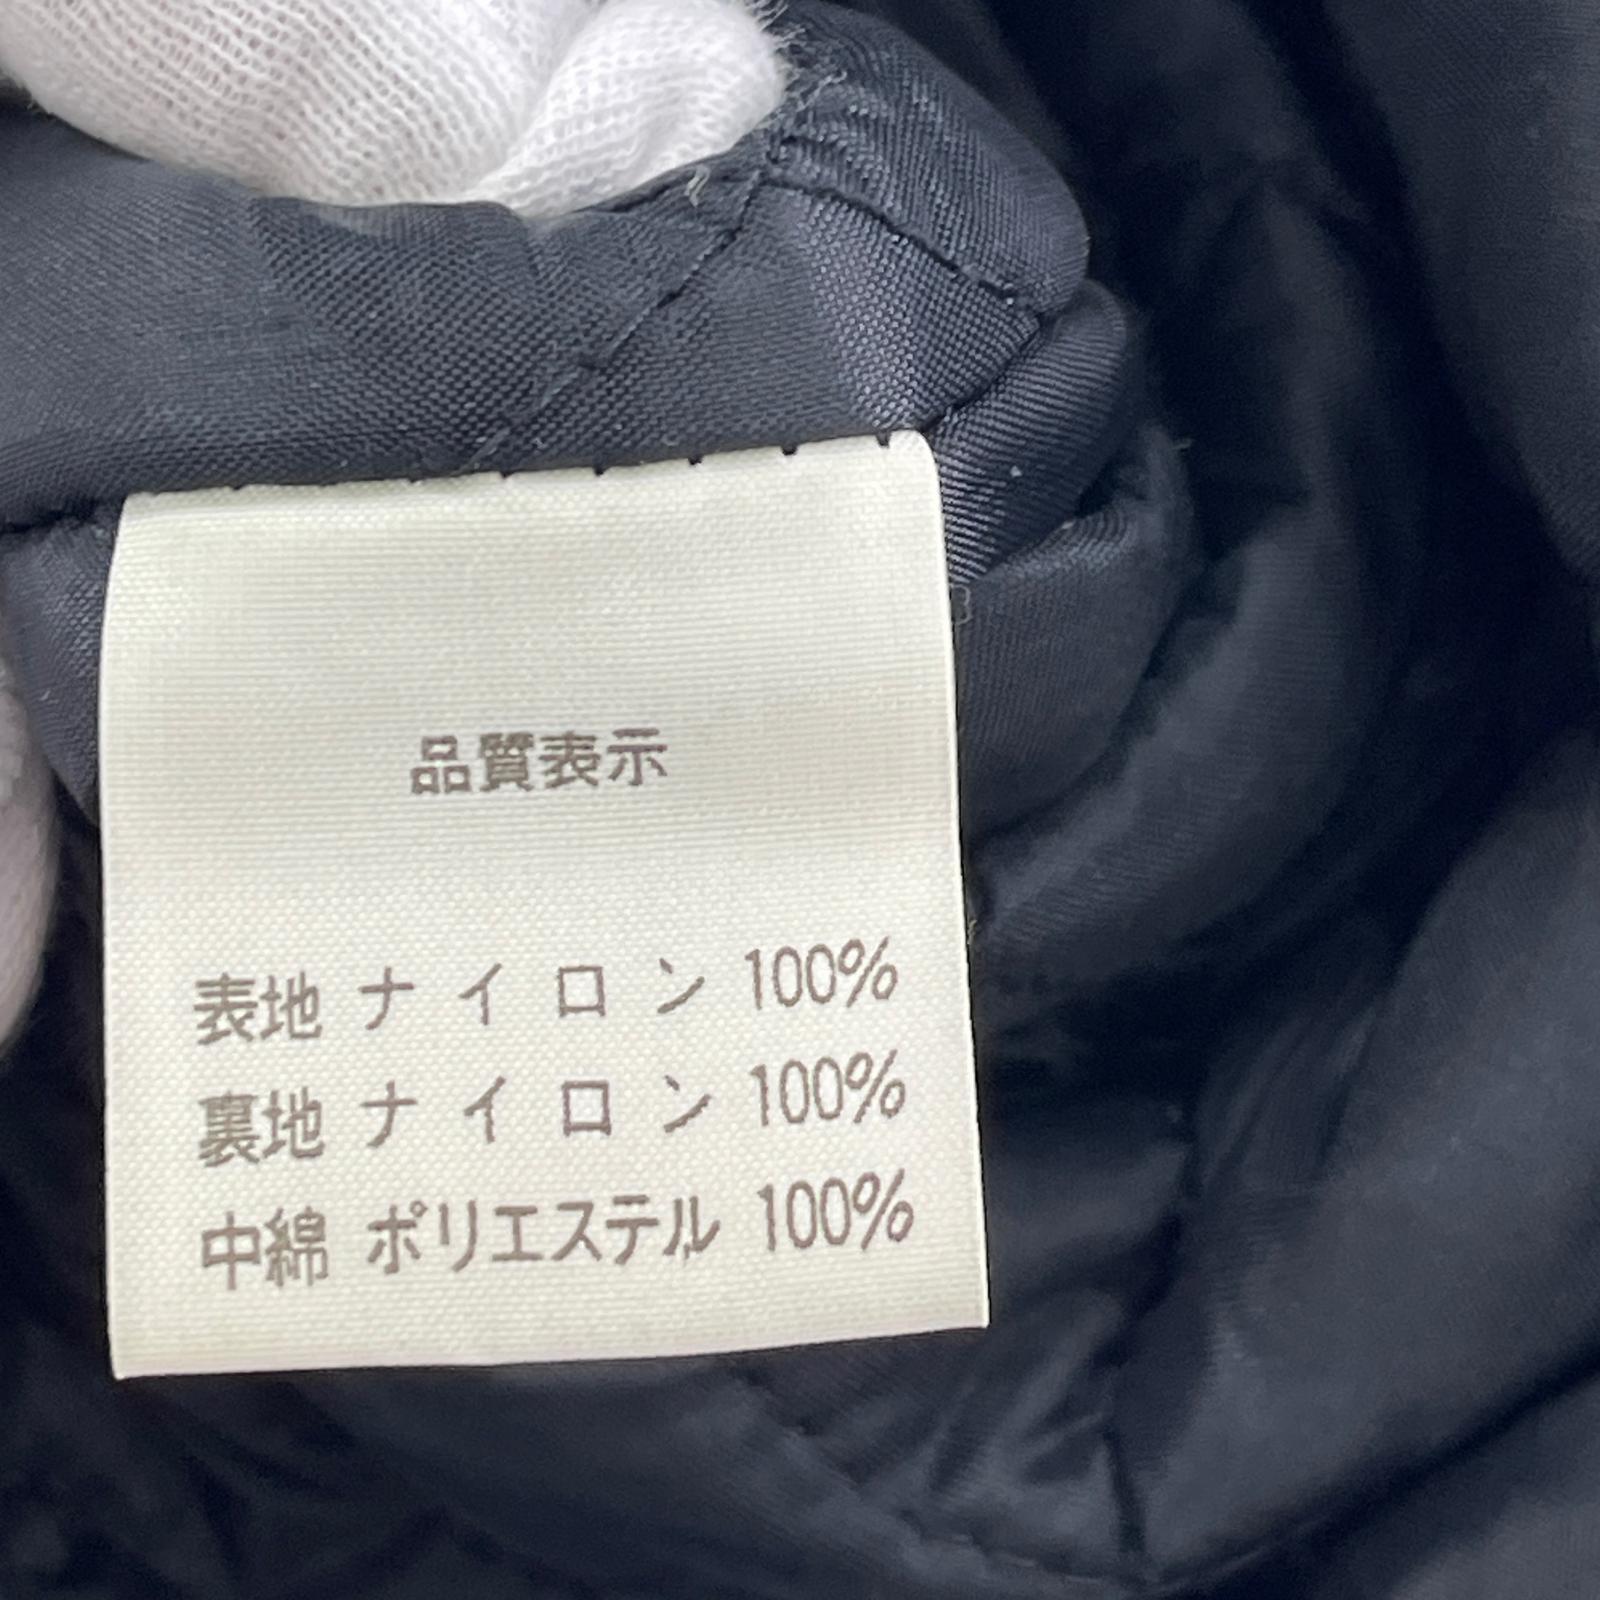 品質表示
表地 ナイロン 100%
裏地 ナイロン 100%
中綿 ポリエステル 100%